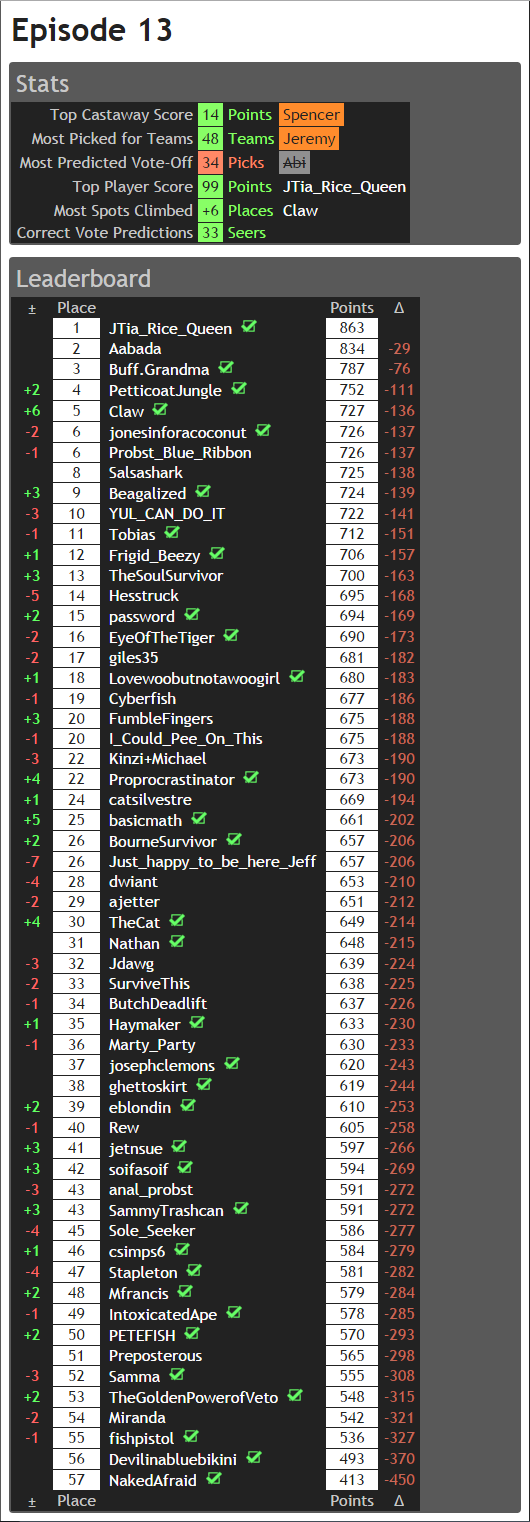 Episode 13
Stats
Top Castaway Score 14 Points Spencer
Most Picked for Teams 48 Teams Jeremy
Most Predicted Vote-Off 34 Picks Abi
Top Player Score 99 Points JTia_Rice_Queen
Most Spots Climbed +6 Places Claw
Correct Vote Predictions 33 Seers
Leaderboard
± Place Points Δ
1 JTia_Rice_Queen 863
2 Aabada 834 -29
3 Buff.Grandma 787 -76
+2 4 PetticoatJungle 752 -111
+6 5 Claw 727 -136
-2 6 jonesinforacoconut 726 -137
-1 6 Probst_Blue_Ribbon 726 -137
8 Salsashark 725 -138
+3 9 Beagalized 724 -139
-3 10 YUL_CAN_DO_IT 722 -141
-1 11 Tobias 712 -151
+1 12 Frigid_Beezy 706 -157
+3 13 TheSoulSurvivor 700 -163
-5 14 Hesstruck 695 -168
+2 15 password 694 -169
-2 16 EyeOfTheTiger 690 -173
-2 17 giles35 681 -182
+1 18 Lovewoobutnotawoogirl 680 -183
-1 19 Cyberfish 677 -186
+3 20 FumbleFingers 675 -188
-1 20 I_Could_Pee_On_This 675 -188
-3 22 Kinzi+Michael 673 -190
+4 22 Proprocrastinator 673 -190
+1 24 catsilvestre 669 -194
+5 25 basicmath 661 -202
+2 26 BourneSurvivor 657 -206
-7 26 Just_happy_to_be_here_Jeff 657 -206
-4 28 dwiant 653 -210
-2 29 ajetter 651 -212
+4 30 TheCat 649 -214
31 Nathan 648 -215
-3 32 Jdawg 639 -224
-2 33 SurviveThis 638 -225
-1 34 ButchDeadlift 637 -226
+1 35 Haymaker 633 -230
-1 36 Marty_Party 630 -233
37 josephclemons 620 -243
38 ghettoskirt 619 -244
+2 39 eblondin 610 -253
-1 40 Rew 605 -258
+3 41 jetnsue 597 -266
+3 42 soifasoif 594 -269
-3 43 anal_probst 591 -272
+3 43 SammyTrashcan 591 -272
-4 45 Sole_Seeker 586 -277
+1 46 csimps6 584 -279
-4 47 Stapleton 581 -282
+2 48 Mfrancis 579 -284
-1 49 IntoxicatedApe 578 -285
+2 50 PETEFISH 570 -293
51 Preposterous 565 -298
-3 52 Samma 555 -308
+2 53 TheGoldenPowerofVeto 548 -315
-2 54 Miranda 542 -321
-1 55 fishpistol 536 -327
56 Devilinabluebikini 493 -370
57 NakedAfraid 413 -450
± Place Points Δ